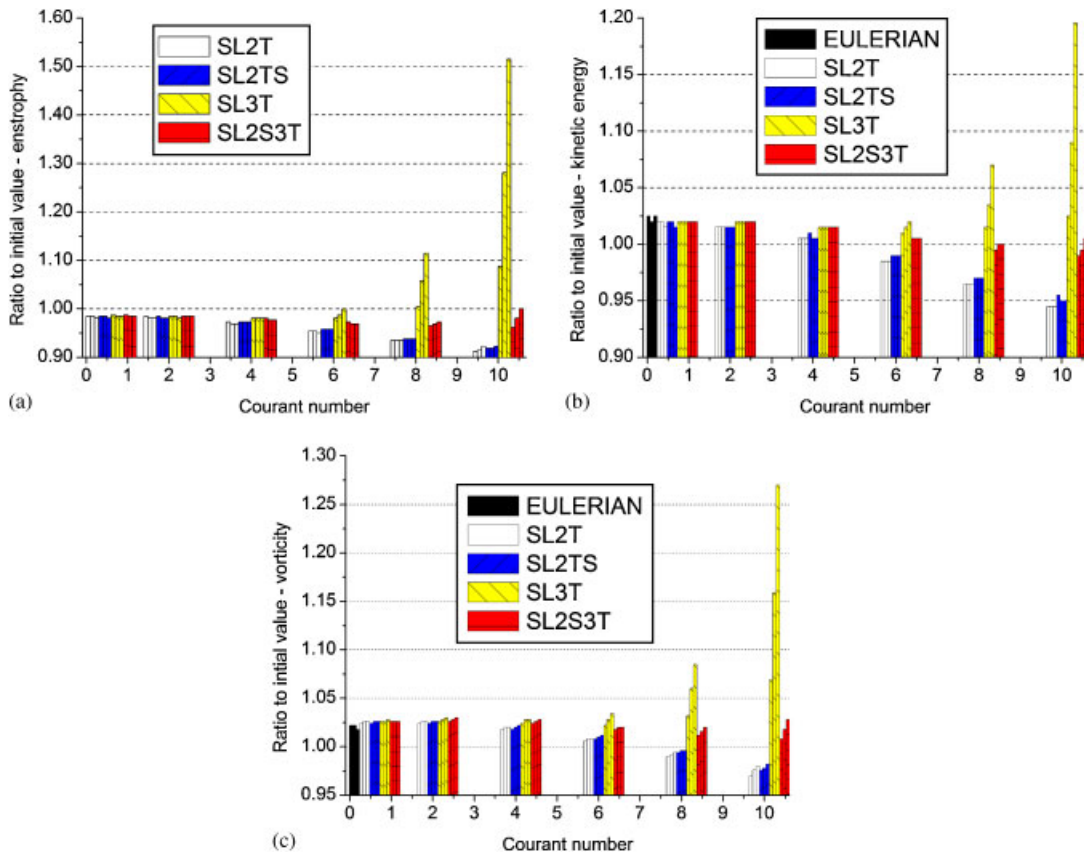 1.60
1.50
1.40
1.30
1.20
1.10
1.00
0.90
Ratio to initial value - enstrophy
SL2T
SL2TS
SL3T
SL2S3T
0 1 2 3 4 5 6 7 8 9 10
Courant number
(a)
1.20
1.15
1.10
1.05
1.00
0.95
0.90
Ratio to initial value - kinetic energy
EULERIAN
SL2T
SL2TS
SL3T
SL2S3T
0 1 2 3 4 5 6 7 8 9 10
Courant number
(b)
1.30
1.25
1.20
1.15
1.10
1.05
1.00
0.95
Ratio to intial value - vorticity
EULERIAN
SL2T
SL2TS
SL3T
SL2S3T
0 1 2 3 4 5 6 7 8 9 10
Courant number
(c)